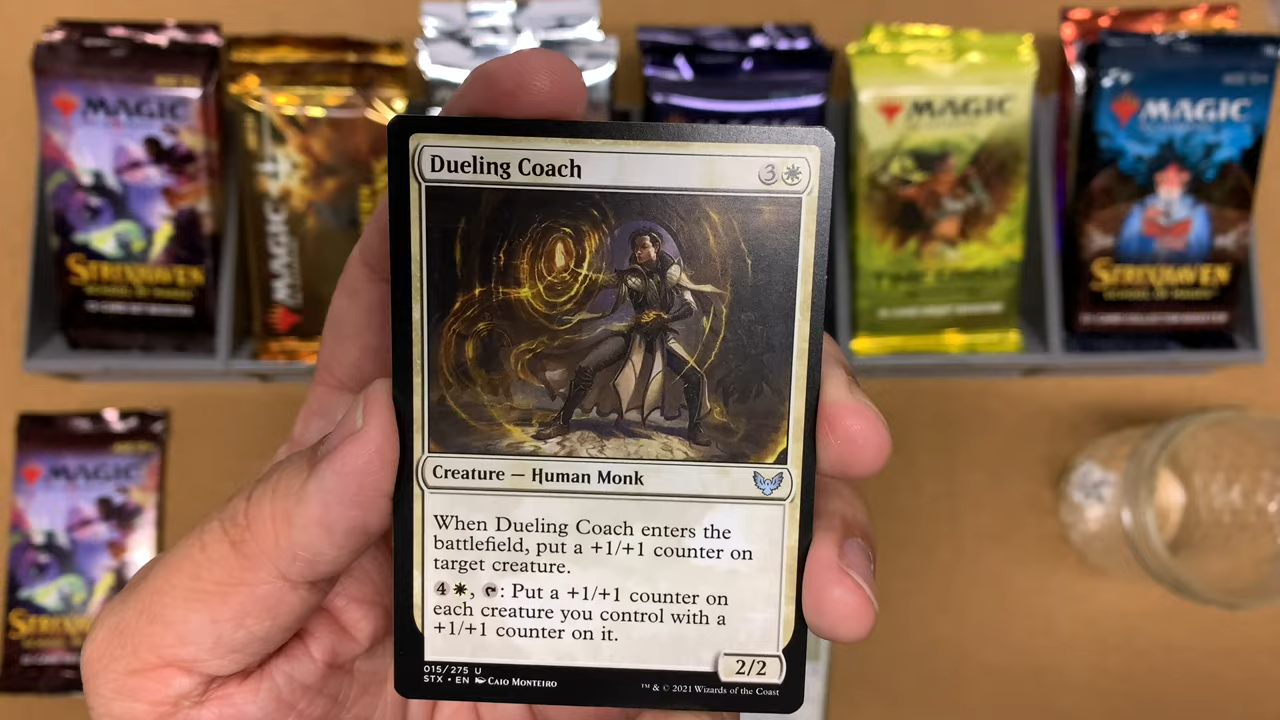 MAGIC
STRIXHAVEN
MAGIC
MAGIC
MAGIC
STRIXHAVEN
MAGIC
STRIXHAVEN
Dueling Coach
3
Creature — Human Monk
When Dueling Coach enters the
battlefield, put a +1/+1 counter on
target creature.
4, : Put a +1/+1 counter on
each creature you control with a
+1/+1 counter on it.
2/2
015/275 U
STX • EN Caio Monteiro
™ & © 2021 Wizards of the Coast